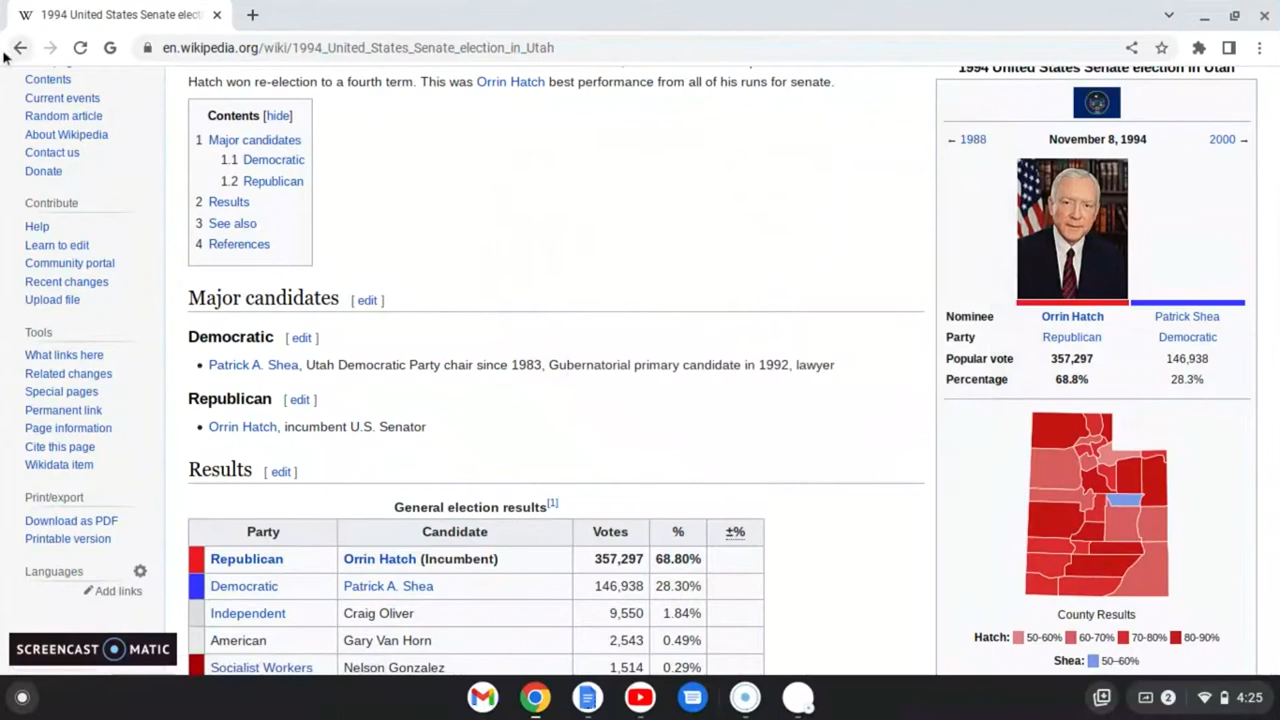 1994 United States Senate elect
en.wikipedia.org/wiki/1994_United_States_Senate_election_in_Utah
Contents
Current events
Random article
About Wikipedia
Contact us
Donate
Contribute
Help
Learn to edit
Community portal
Recent changes
Upload file
Tools
What links here
Related changes
Special pages
Permanent link
Page information
Cite this page
Wikidata item
Print/export
Download as PDF
Printable version
Languages
Add links
SCREENCAST MATIC
Hatch won re-election to a fourth term. This was Orrin Hatch best performance from all of his runs for senate.
Contents [hide]
1 Major candidates
1.1 Democratic
1.2 Republican
2 Results
3 See also
4 References
Major candidates [ edit ]
Democratic [ edit ]
• Patrick A. Shea, Utah Democratic Party chair since 1983, Gubernatorial primary candidate in 1992, lawyer
Republican [ edit ]
• Orrin Hatch, incumbent U.S. Senator
Results [ edit ]
General election results[1]
Party Candidate Votes % ±%
Republican Orrin Hatch (Incumbent) 357,297 68.80%
Democratic Patrick A. Shea 146,938 28.30%
Independent Craig Oliver 9,550 1.84%
American Gary Van Horn 2,543 0.49%
Socialist Workers Nelson Gonzalez 1,514 0.29%
1994 United States Senate election in Utah
← 1988 November 8, 1994 2000 →
Nominee Orrin Hatch Patrick Shea
Party Republican Democratic
Popular vote 357,297 146,938
Percentage 68.8% 28.3%
County Results
Hatch: 50-60% 60-70% 70-80% 80-90%
Shea: 50–60%
2 4:25